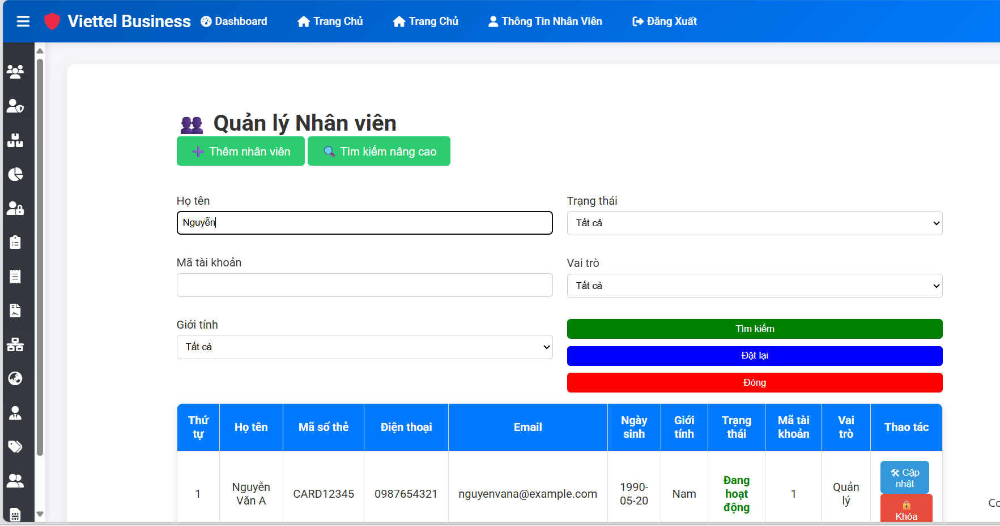 Viettel Business Dashboard Trang Chủ Trang Chủ Thông Tin Nhân Viên Đăng Xuất
Quản lý Nhân viên
Thêm nhân viên Tìm kiếm nâng cao
Họ tên Trạng thái
Nguyễn Tất cả
Mã tài khoản Vai trò
Tất cả
Giới tính
Tìm kiếm
Tất cả
Đặt lại
Đóng
Thứ tự Họ tên Mã số thẻ Điện thoại Email Ngày sinh Giới tính Trạng thái Mã tài khoản Vai trò Thao tác
1 Nguyễn Văn A CARD12345 0987654321 nguyenvana@example.com 1990-05-20 Nam Đang hoạt động 1 Quản lý Cập nhật
Khóa